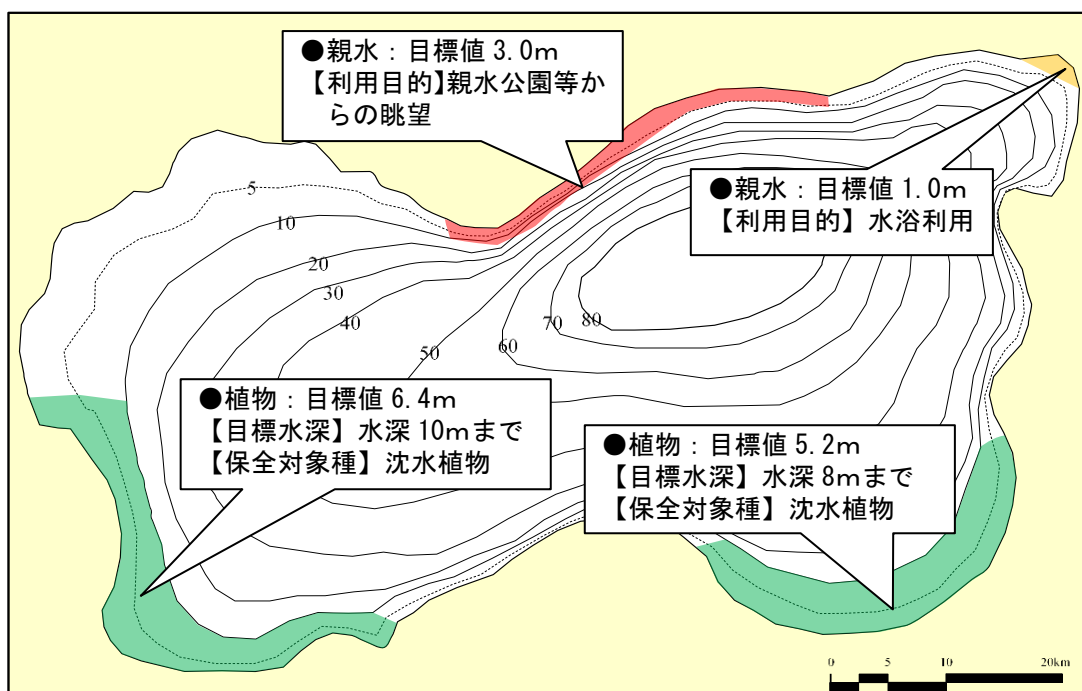 ●親水：目標値 3.0m
【利用目的】親水公園等か
らの眺望
●親水：目標値 1.0m
【利用目的】水浴利用
5
10
20
30
40
50
60
70
80
●植物：目標値 6.4m
【目標水深】水深 10mまで
【保全対象種】沈水植物
●植物：目標値 5.2m
【目標水深】水深 8mまで
【保全対象種】沈水植物
0 5 10 20km